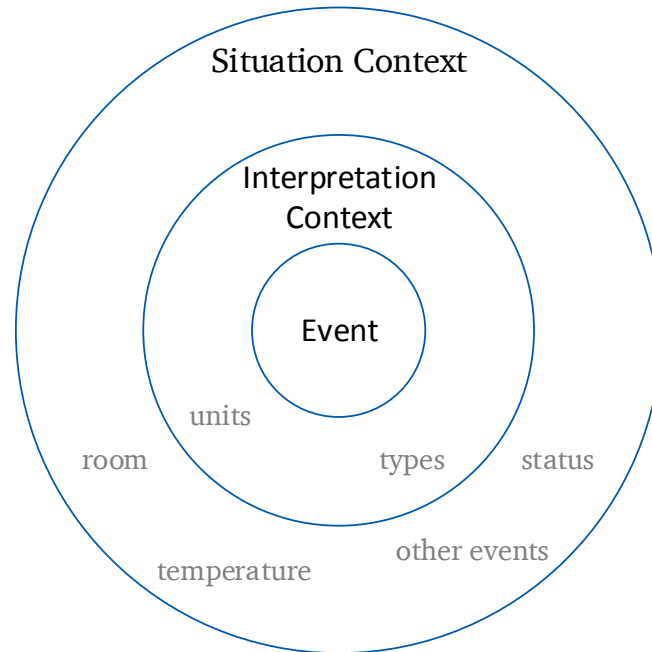 Situation Context
Interpretation
Context
Event
units
room
types
status
other events
temperature